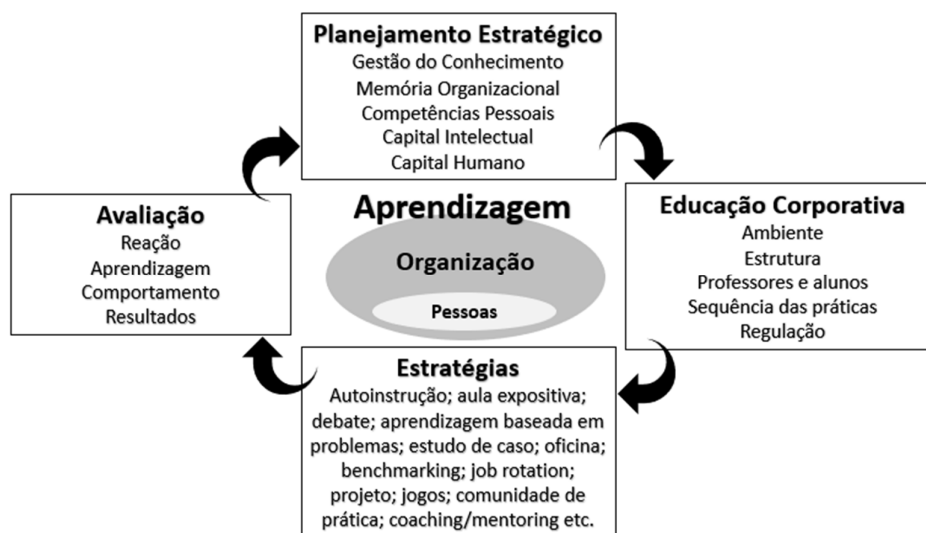 Planejamento Estratégico
Gestão do Conhecimento
Memória Organizacional
Competências Pessoais
Capital Intelectual
Capital Humano
Avaliação
Reação
Aprendizagem
Comportamento
Resultados
Aprendizagem
Organização
Pessoas
Educação Corporativa
Ambiente
Estrutura
Professores e alunos
Sequência das práticas
Regulação
Estratégias
Autoinstrução; aula expositiva;
debate; aprendizagem baseada em
problemas; estudo de caso; oficina;
benchmarking; job rotation;
projeto; jogos; comunidade de
prática; coaching/mentoring etc.